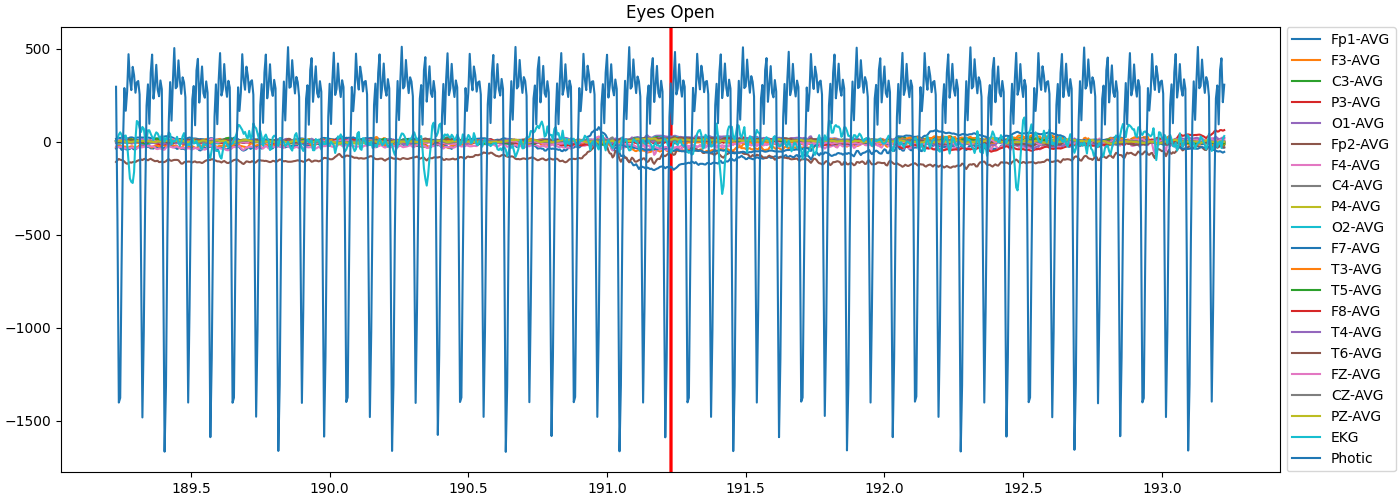 Eyes Open
500
0
−500
−1000
−1500
189.5 190.0 190.5 191.0 191.5 192.0 192.5 193.0
Fp1-AVG
F3-AVG
C3-AVG
P3-AVG
O1-AVG
Fp2-AVG
F4-AVG
C4-AVG
P4-AVG
O2-AVG
F7-AVG
T3-AVG
T5-AVG
F8-AVG
T4-AVG
T6-AVG
FZ-AVG
CZ-AVG
PZ-AVG
EKG
Photic